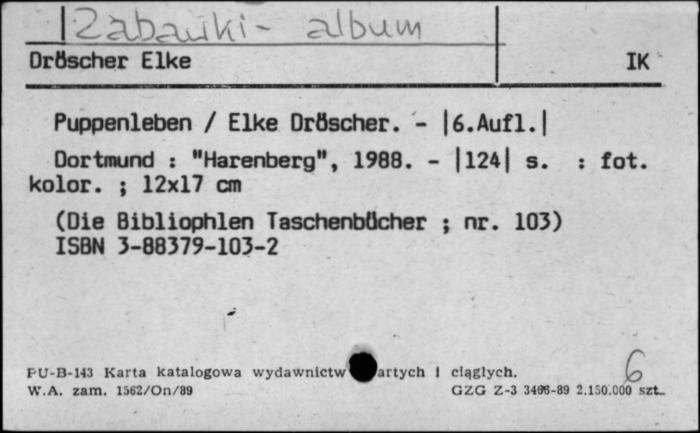 Zabawki - album
Dröscher Elke IK
Puppenleben / Elke Dröscher. - |6.Aufl.|
Dortmund : "Harenberg", 1988. - |124| s. : fot.
kolor. ; 12x17 cm
(Die Bibliophlen Taschenbücher ; nr. 103)
ISBN 3-88379-103-2
6
PU-B-143 Karta katalogowa wydawnictw artych i ciągłych.
W.A. zam. 1562/On/89 GZG Z-3 3466-89 2.150.000 szt.